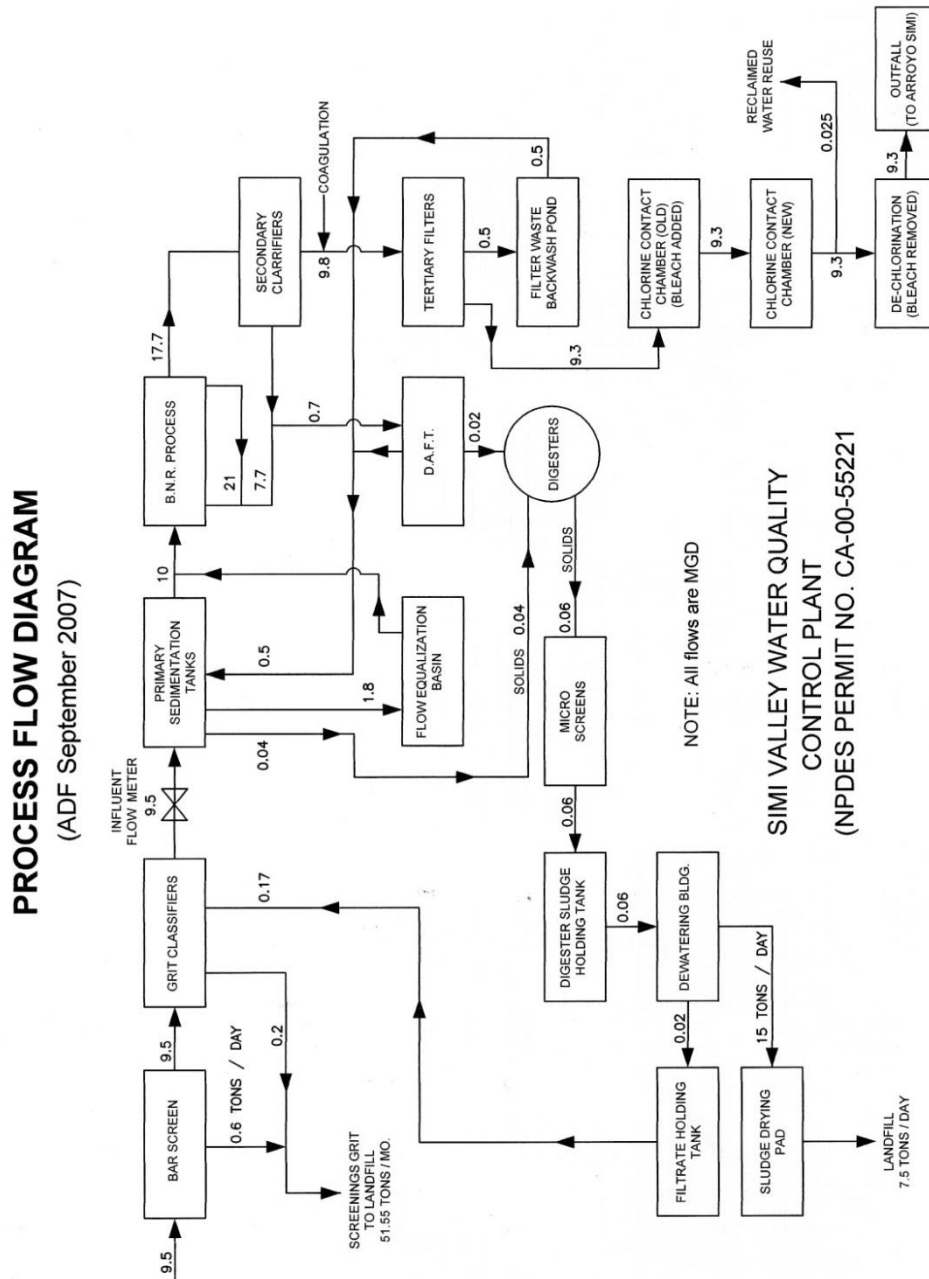 PROCESS FLOW DIAGRAM
(ADF September 2007)
9.5
BAR SCREEN
9.5
0.6 TONS / DAY
GRIT CLASSIFIERS
0.2
0.17
SCREENINGS GRIT
TO LANDFILL
51.55 TONS / MO.
INFLUENT
FLOW METER
9.5
PRIMARY
SEDIMENTATION
TANKS
0.04
1.8
0.5
10
FLOW EQUALIZATION
BASIN
B.N.R. PROCESS
21
7.7
17.7
SECONDARY
CLARRIFIERS
0.7
9.8
COAGULATION
D.A.F.T.
0.02
TERTIARY FILTERS
0.5
9.3
FILTER WASTE
BACKWASH POND
0.5
DIGESTERS
SOLIDS 0.04
SOLIDS
0.06
MICRO
SCREENS
0.06
DIGESTER SLUDGE
HOLDING TANK
0.06
DEWATERING BLDG.
0.02
15 TONS / DAY
FILTRATE HOLDING
TANK
SLUDGE DRYING
PAD
LANDFILL
7.5 TONS / DAY
CHLORINE CONTACT
CHAMBER (OLD)
(BLEACH ADDED)
9.3
CHLORINE CONTACT
CHAMBER (NEW)
9.3
0.025
RECLAIMED
WATER REUSE
DE-CHLORINATION
(BLEACH REMOVED)
9.3
OUTFALL
(TO ARROYO SIMI)
NOTE: All flows are MGD
SIMI VALLEY WATER QUALITY
CONTROL PLANT
(NPDES PERMIT NO. CA-00-55221